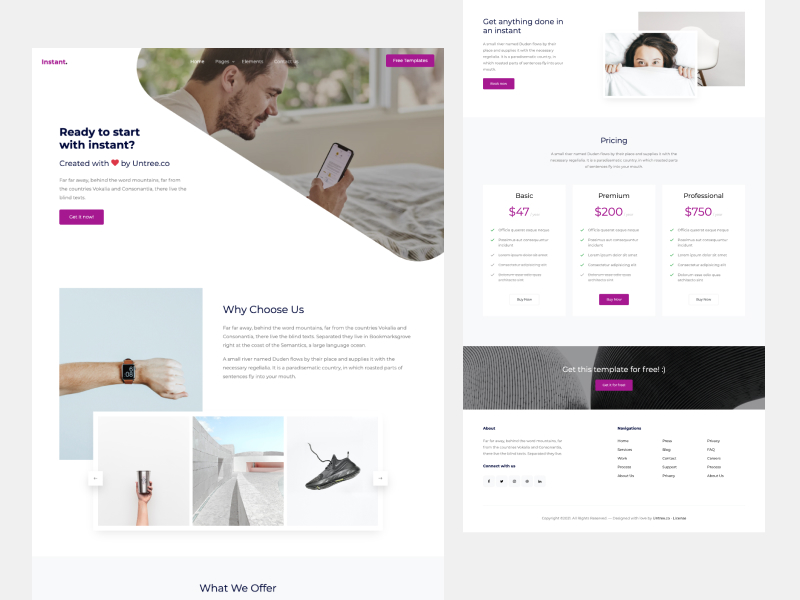 Instant.
Home Pages Elements Contact us
Free Templates
Ready to start
with instant?
Created with ❤ by Untree.co
Far far away, behind the word mountains, far from
the countries Vokalia and Consonantia, there live the
blind texts.
Get it now!
Why Choose Us
Far far away, behind the word mountains, far from the countries Vokalia and
Consonantia, there live the blind texts. Separated they live in Bookmarksgrove
right at the coast of the Semantics, a large language ocean.
A small river named Duden flows by their place and supplies it with the
necessary regelialia. It is a paradisematic country, in which roasted parts of
sentences fly into your mouth.
What We Offer
Get anything done in
an instant
A small river named Duden flows by their
place and supplies it with the necessary
regelialia. It is a paradisematic country, in
which roasted parts of sentences fly into your
mouth.
Read more
Pricing
A small river named Duden flows by their place and supplies it with the
necessary regelialia. It is a paradisematic country, in which roasted parts
of sentences fly into your mouth.
Basic
$47
Officia quaerat eaque neque
Possimus aut consequuntur
incidunt
Lorem ipsum dolor sit amet
Consectetur adipisicing elit
Dolorum esse odio quas
architecto sint
Buy Now
Premium
$200
Officia quaerat eaque neque
Possimus aut consequuntur
incidunt
Lorem ipsum dolor sit amet
Consectetur adipisicing elit
Dolorum esse odio quas
architecto sint
Buy Now
Professional
$750
Officia quaerat eaque neque
Possimus aut consequuntur
incidunt
Lorem ipsum dolor sit amet
Consectetur adipisicing elit
Dolorum esse odio quas
architecto sint
Buy Now
Get this template for free! :)
Get it for free!
About
Far far away, behind the word mountains, far
from the countries Vokalia and Consonantia,
there live the blind texts. Separated they live.
Connect with us
Navigations
Home Press Privacy
Services Blog FAQ
Work Contact Careers
Process Support Process
About Us Privacy About Us
Copyright ©2020. All Rights Reserved. — Designed with love by Untree.co · License